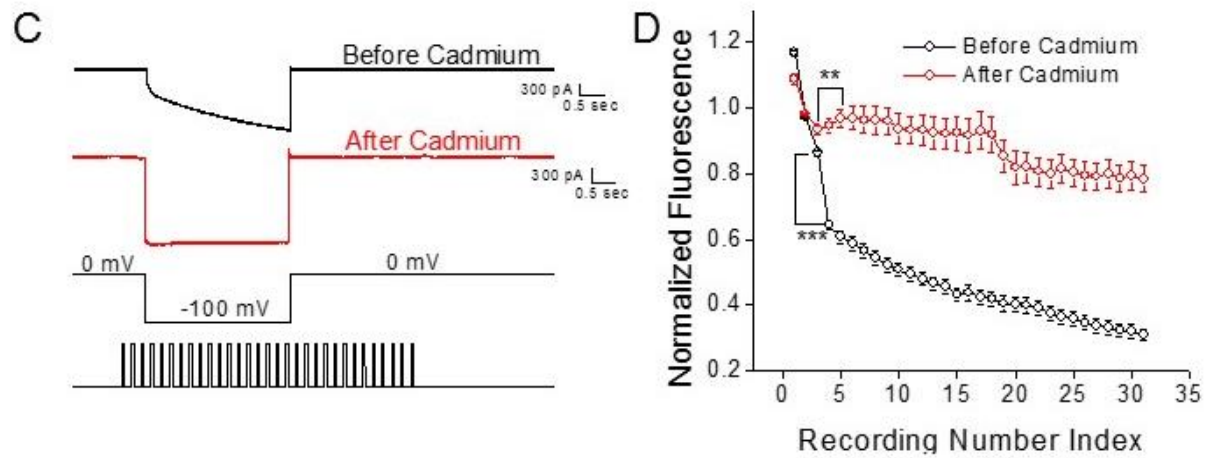 C
Before Cadmium
300 pA
0.5 sec
After Cadmium
300 pA
0.5 sec
0 mV
0 mV
-100 mV
D
Normalized Fluorescence
1.2
1.0
0.8
0.6
0.4
0.2
Before Cadmium
After Cadmium
**
***
0 5 10 15 20 25 30 35
Recording Number Index